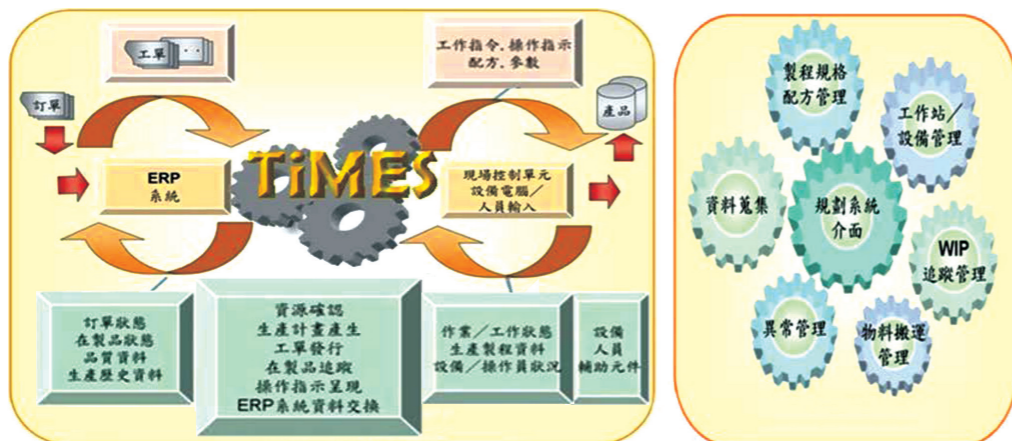 工單
工作指令、操作指示
配方、參數
訂單
產品
ERP
系統
TiMES
現場控制單元
設備電腦／
人員輸入
訂單狀態
在製品狀態
品質資料
生產歷史資料
資源確認
生產計畫產生
工單發行
在製品追蹤
操作指示呈現
ERP系統資料交換
作業／工作狀態
生產製程資料
設備／操作員狀況
設備
人員
輔助元件
製程規格
配方管理
工作站／
設備管理
資料蒐集
規劃系統
介面
WIP
追蹤管理
異常管理
物料搬運
管理